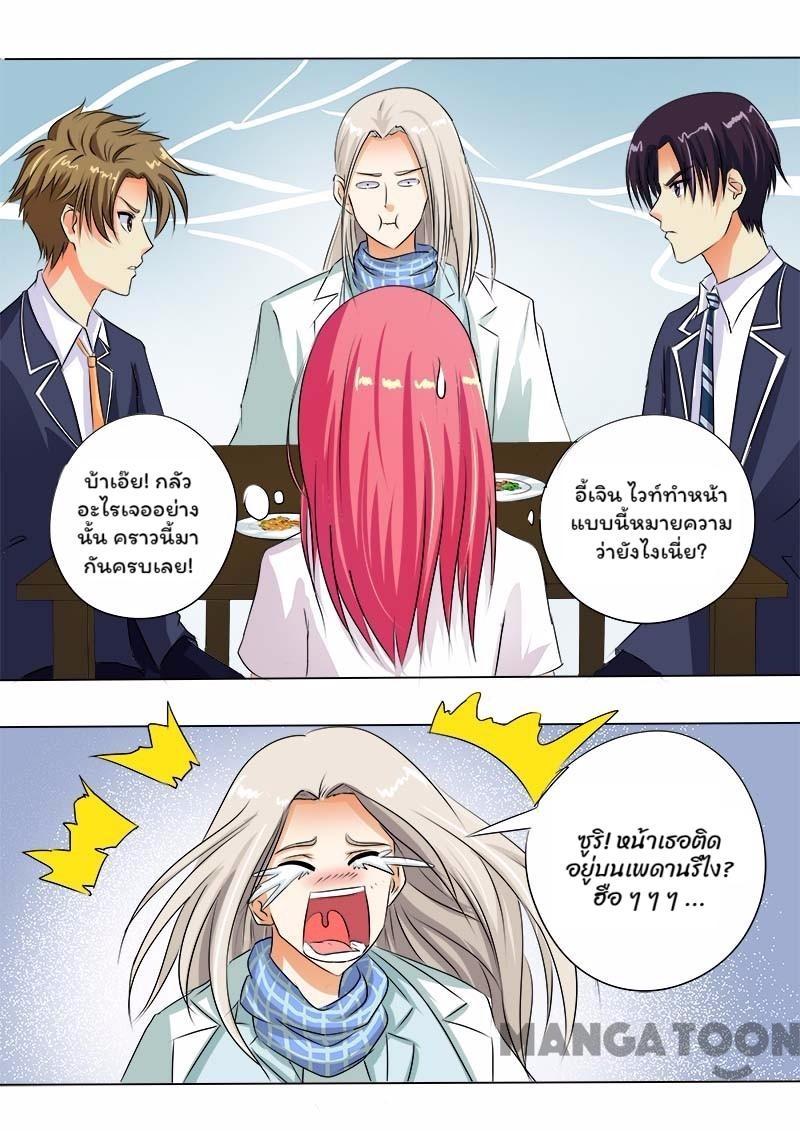 บ้าเอ๊ย! กลัว
อะไรเจออย่าง
นั้น คราวนี้มา
กันครบเลย!
อี้เจิน ไวท์ทำหน้า
แบบนี้หมายความ
ว่ายังไงเนี่ย?
ซูริ! หน้าเธอติด
อยู่บนเพดานรึไง?
ฮือ ๆ ๆ ๆ ...
MANGATOON